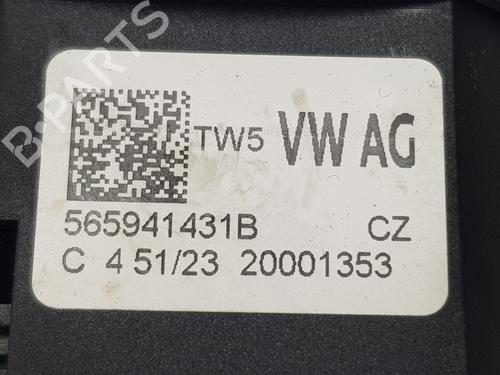 B-PARTS
TW5 VW AG
565941431B CZ
C 4 51/23 20001353